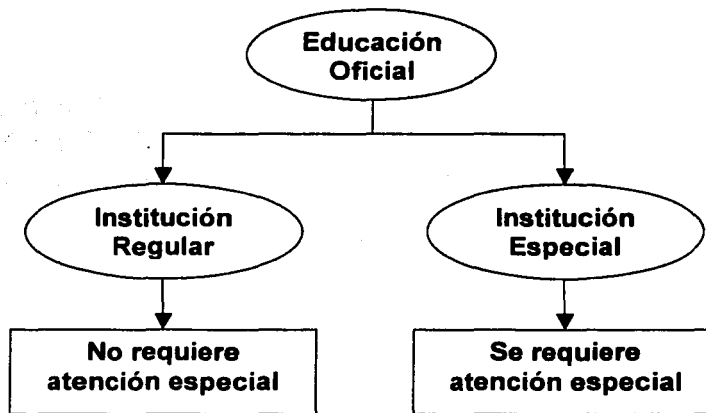 Educación
Oficial
Institución
Regular
Institución
Especial
No requiere
atención especial
Se requiere
atención especial